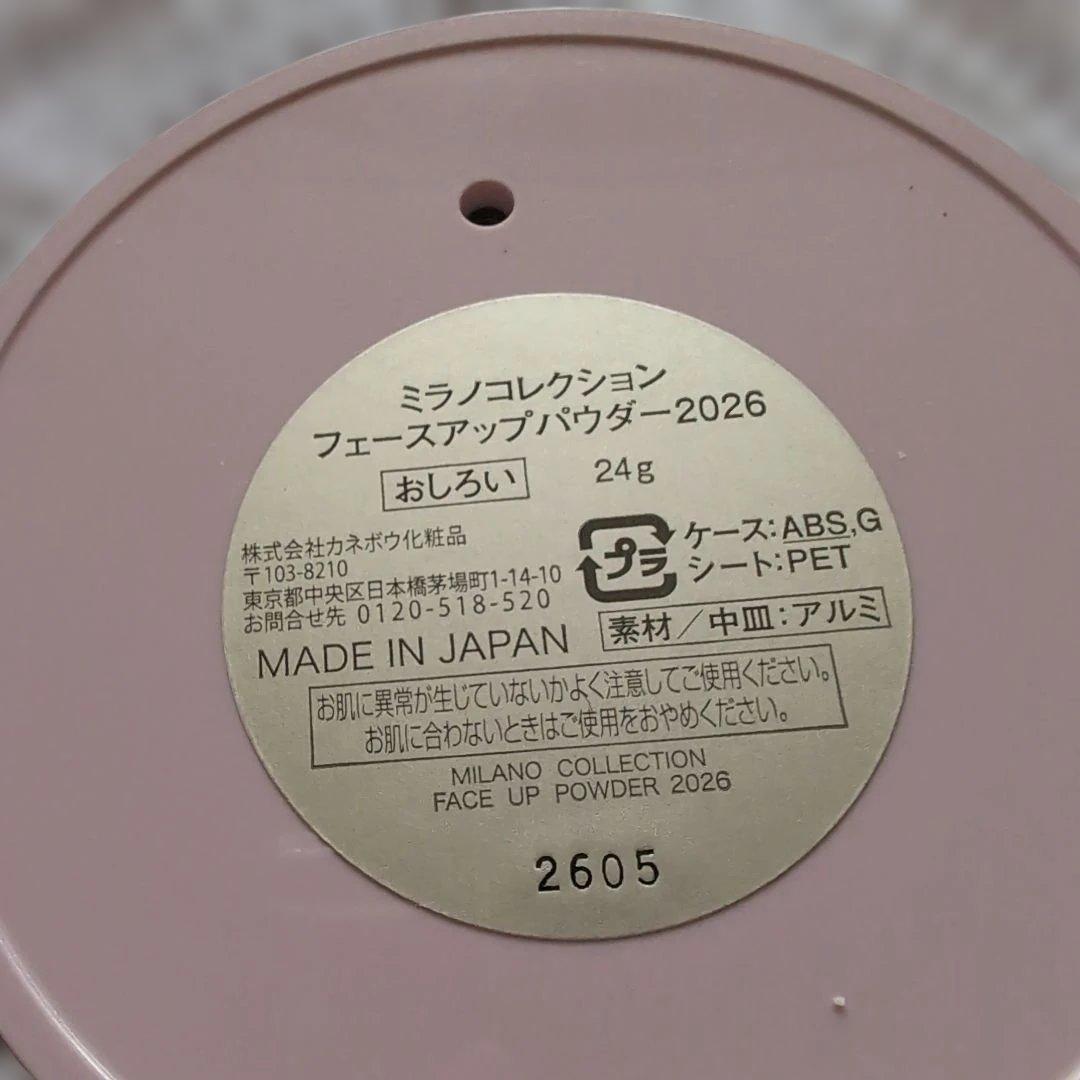 ミラノコレクション
フェースアップパウダー2026
おしろい 24g
株式会社カネボウ化粧品
〒103-8210
東京都中央区日本橋茅場町1-14-10
お問合せ先 0120-518-520
MADE IN JAPAN
プラ
ケース:ABS,G
シート:PET
素材/中皿:アルミ
お肌に異常が生じていないかよく注意してご使用ください。
お肌に合わないときはご使用をおやめください。
MILANO COLLECTION
FACE UP POWDER 2026
2605